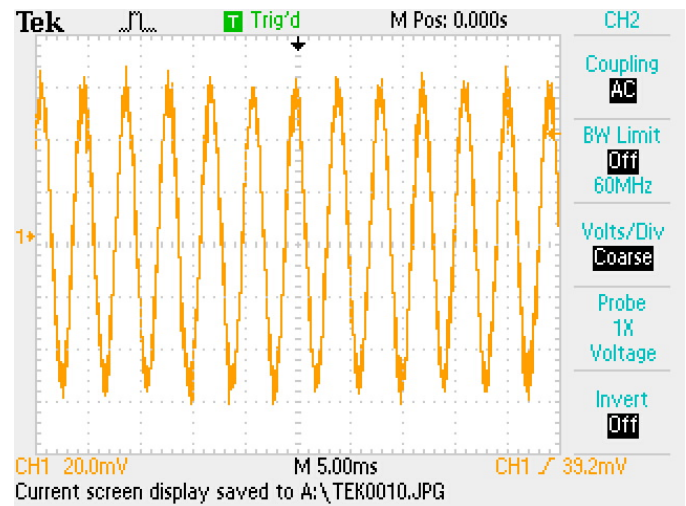 Tek Trig'd M Pos: 0.000s CH2
Coupling
AC
BW Limit
Off
60MHz
Volts/Div
Coarse
Probe
1X
Voltage
Invert
Off
1
CH1 20.0mV M 5.00ms CH1 39.2mV
Current screen display saved to A:\TEK0010.JPG